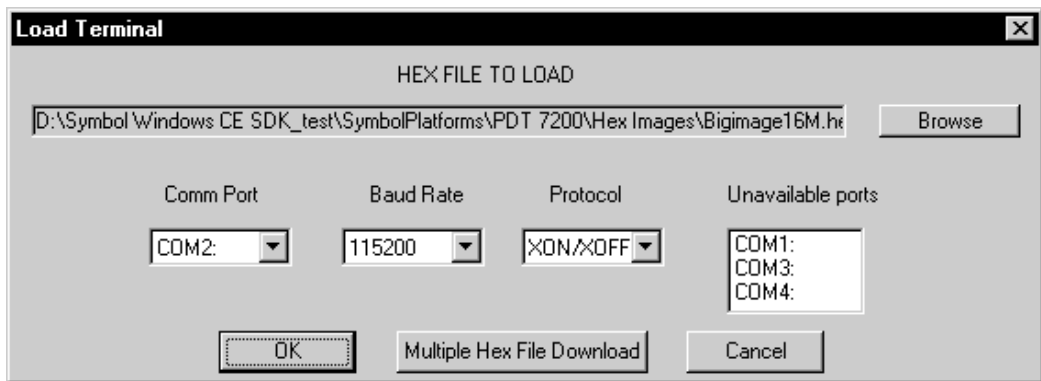 Load Terminal
HEX FILE TO LOAD
D:\Symbol Windows CE SDK_test\SymbolPlatforms\PDT 7200\Hex Images\Bigimage16M.he
Browse
Comm Port Baud Rate Protocol Unavailable ports
COM2: 115200 XON/XOFF COM1:
COM3:
COM4:
OK Multiple Hex File Download Cancel